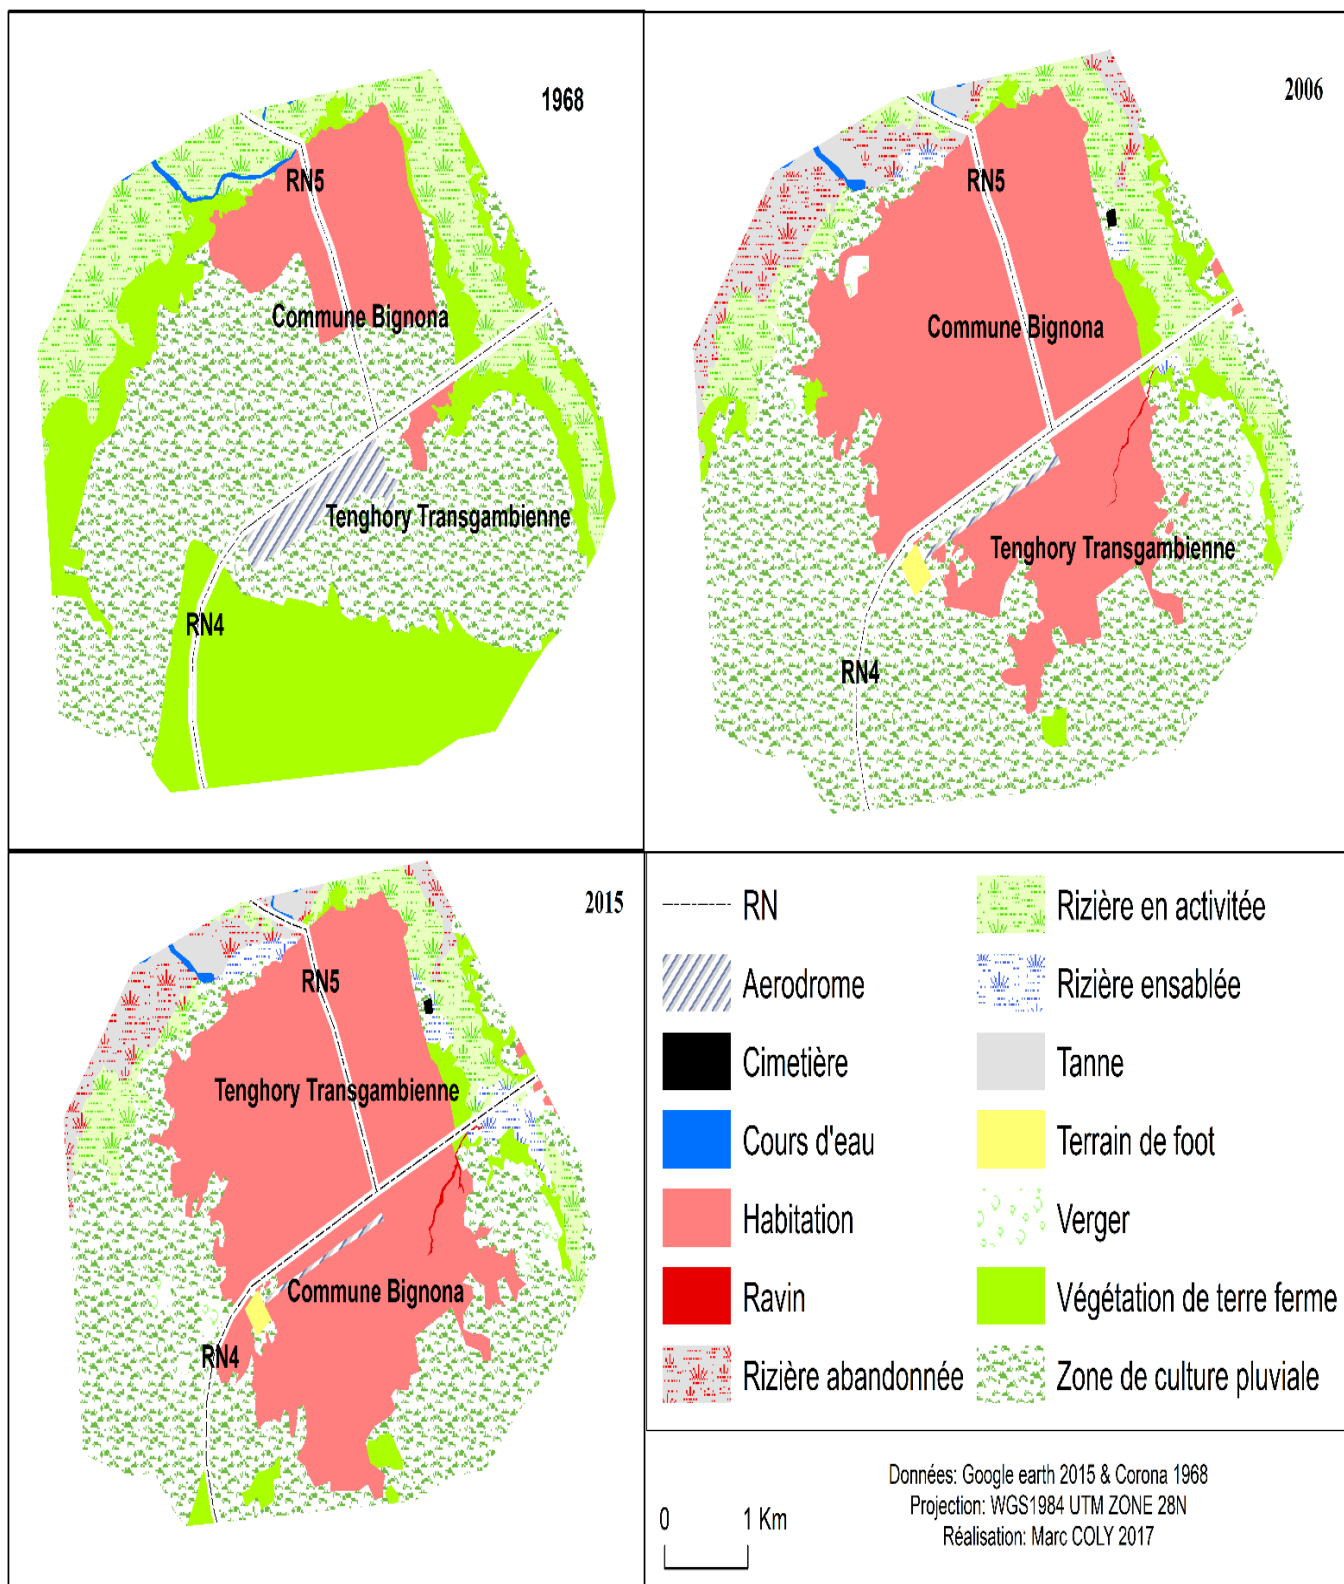 1968
RN5
Commune Bignona
Tenghory Transgambienne
RN4
2006
RN5
Commune Bignona
Tenghory Transgambienne
RN4
2015
RN5
Tenghory Transgambienne
Commune Bignona
RN4
RN
Aerodrome
Cimetière
Cours d'eau
Habitation
Ravin
Rizière abandonnée
Rizière en activitée
Rizière ensablée
Tanne
Terrain de foot
Verger
Végétation de terre ferme
Zone de culture pluviale
0 1 Km
Données: Google earth 2015 & Corona 1968
Projection: WGS1984 UTM ZONE 28N
Réalisation: Marc COLY 2017